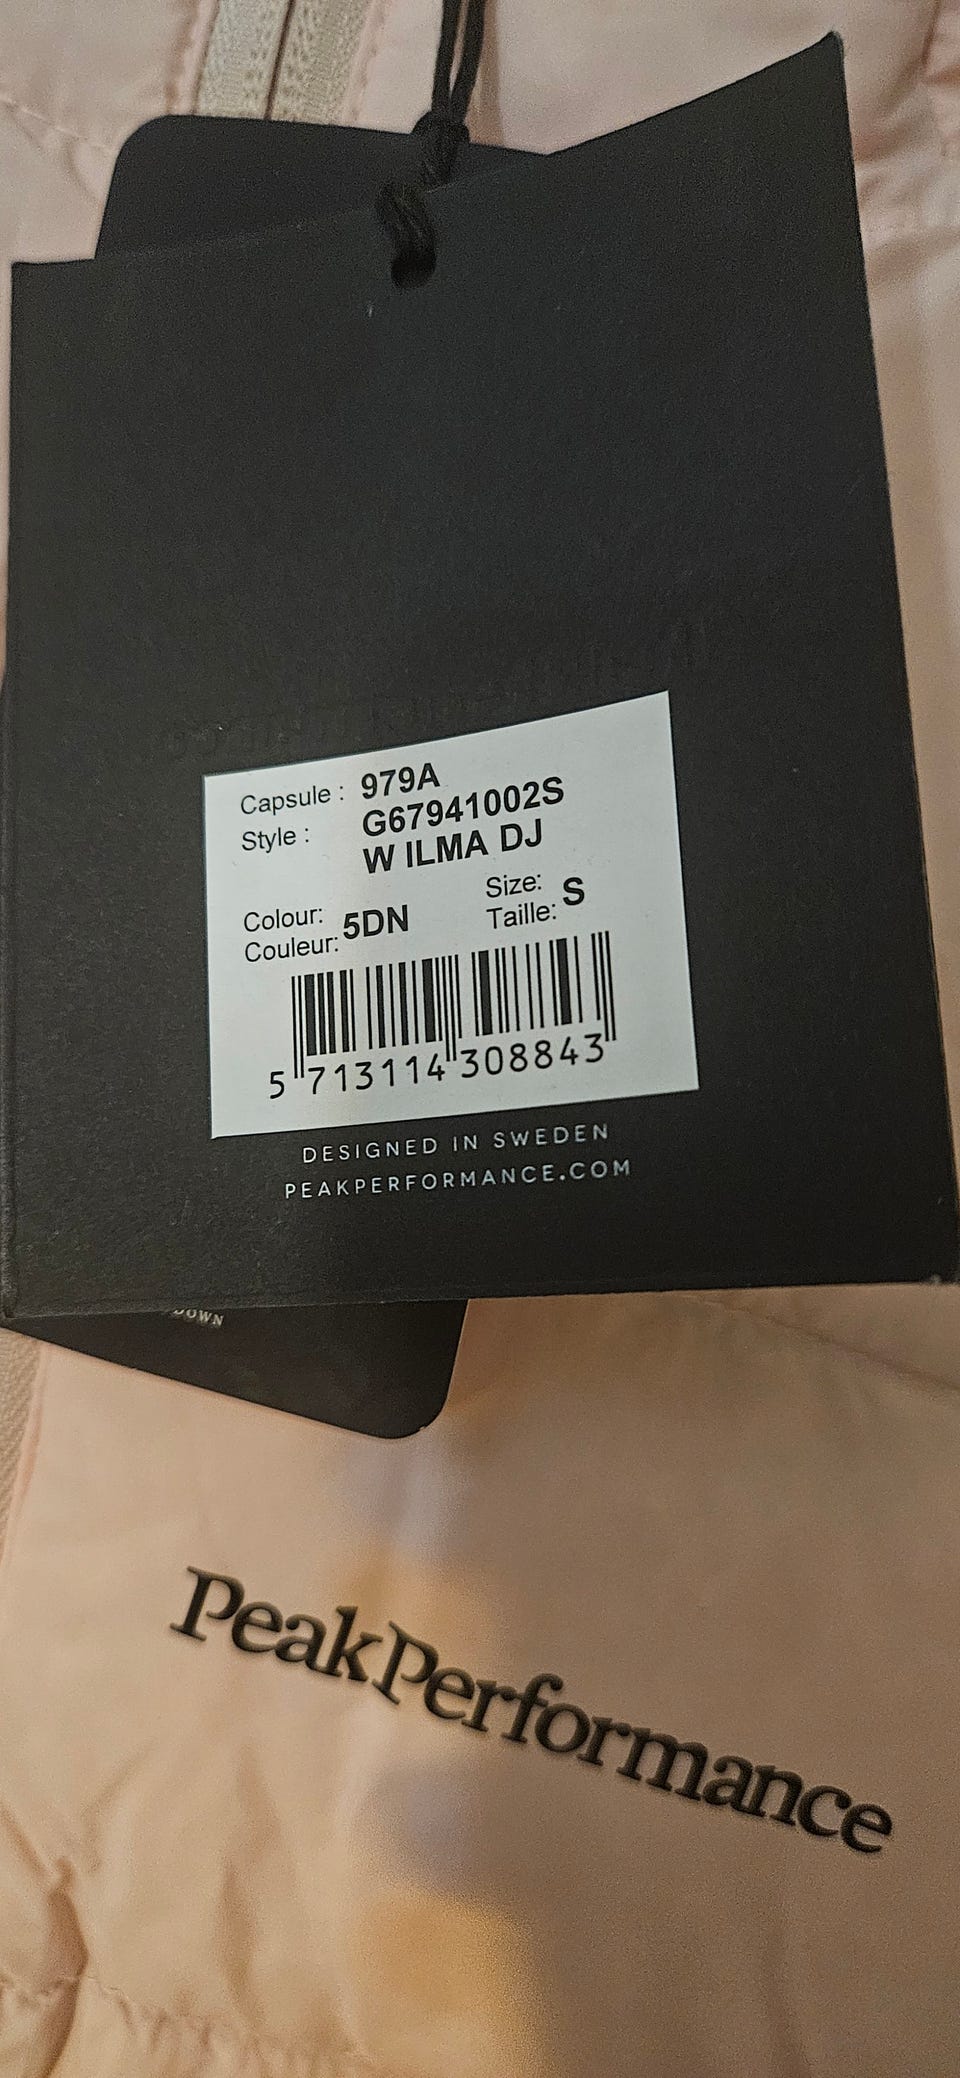 Capsule : 979A
Style : G67941002S
W ILMA DJ
Colour: 5DN Size: S
Couleur: Taille:
5 713114 308843
DESIGNED IN SWEDEN
PEAKPERFORMANCE.COM
DOWN
PeakPerformance